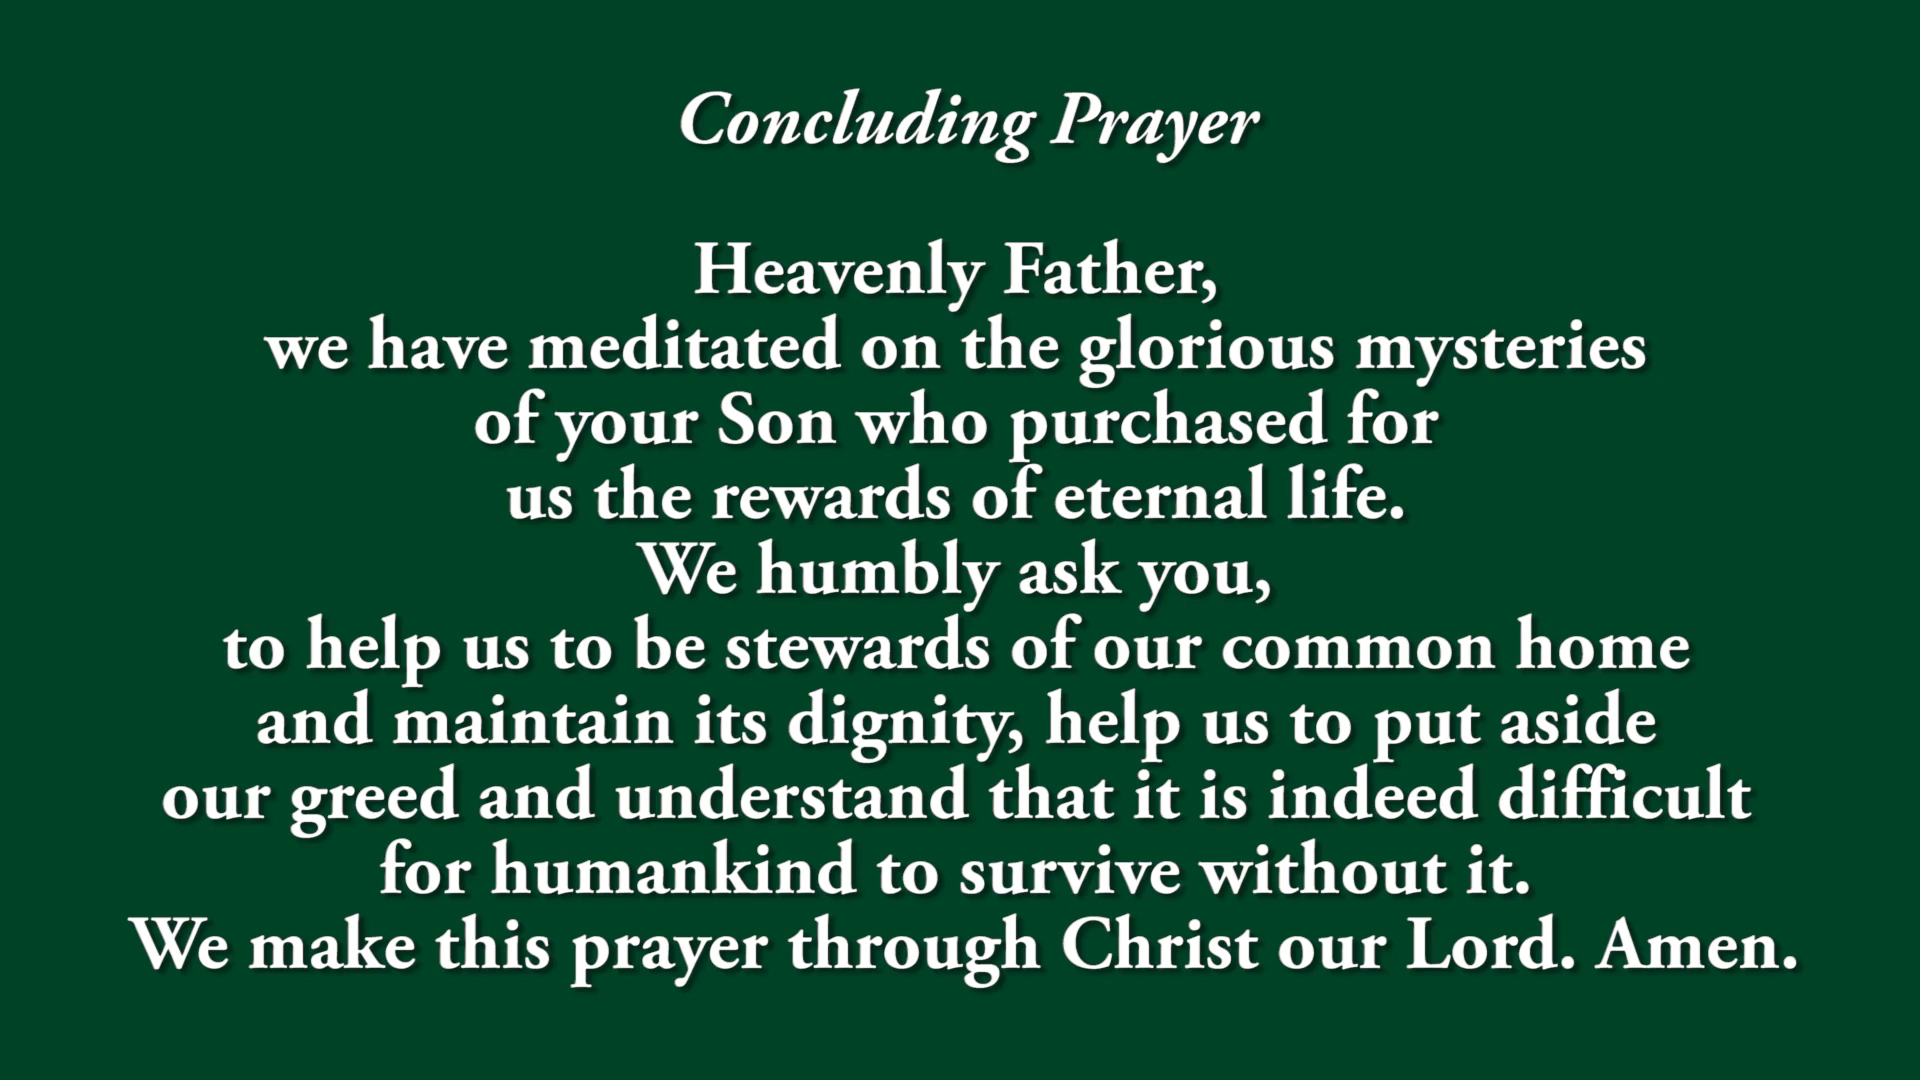 Concluding Prayer
Heavenly Father,
we have meditated on the glorious mysteries
of your Son who purchased for
us the rewards of eternal life.
We humbly ask you,
to help us to be stewards of our common home
and maintain its dignity, help us to put aside
our greed and understand that it is indeed difficult
for humankind to survive without it.
We make this prayer through Christ our Lord. Amen.